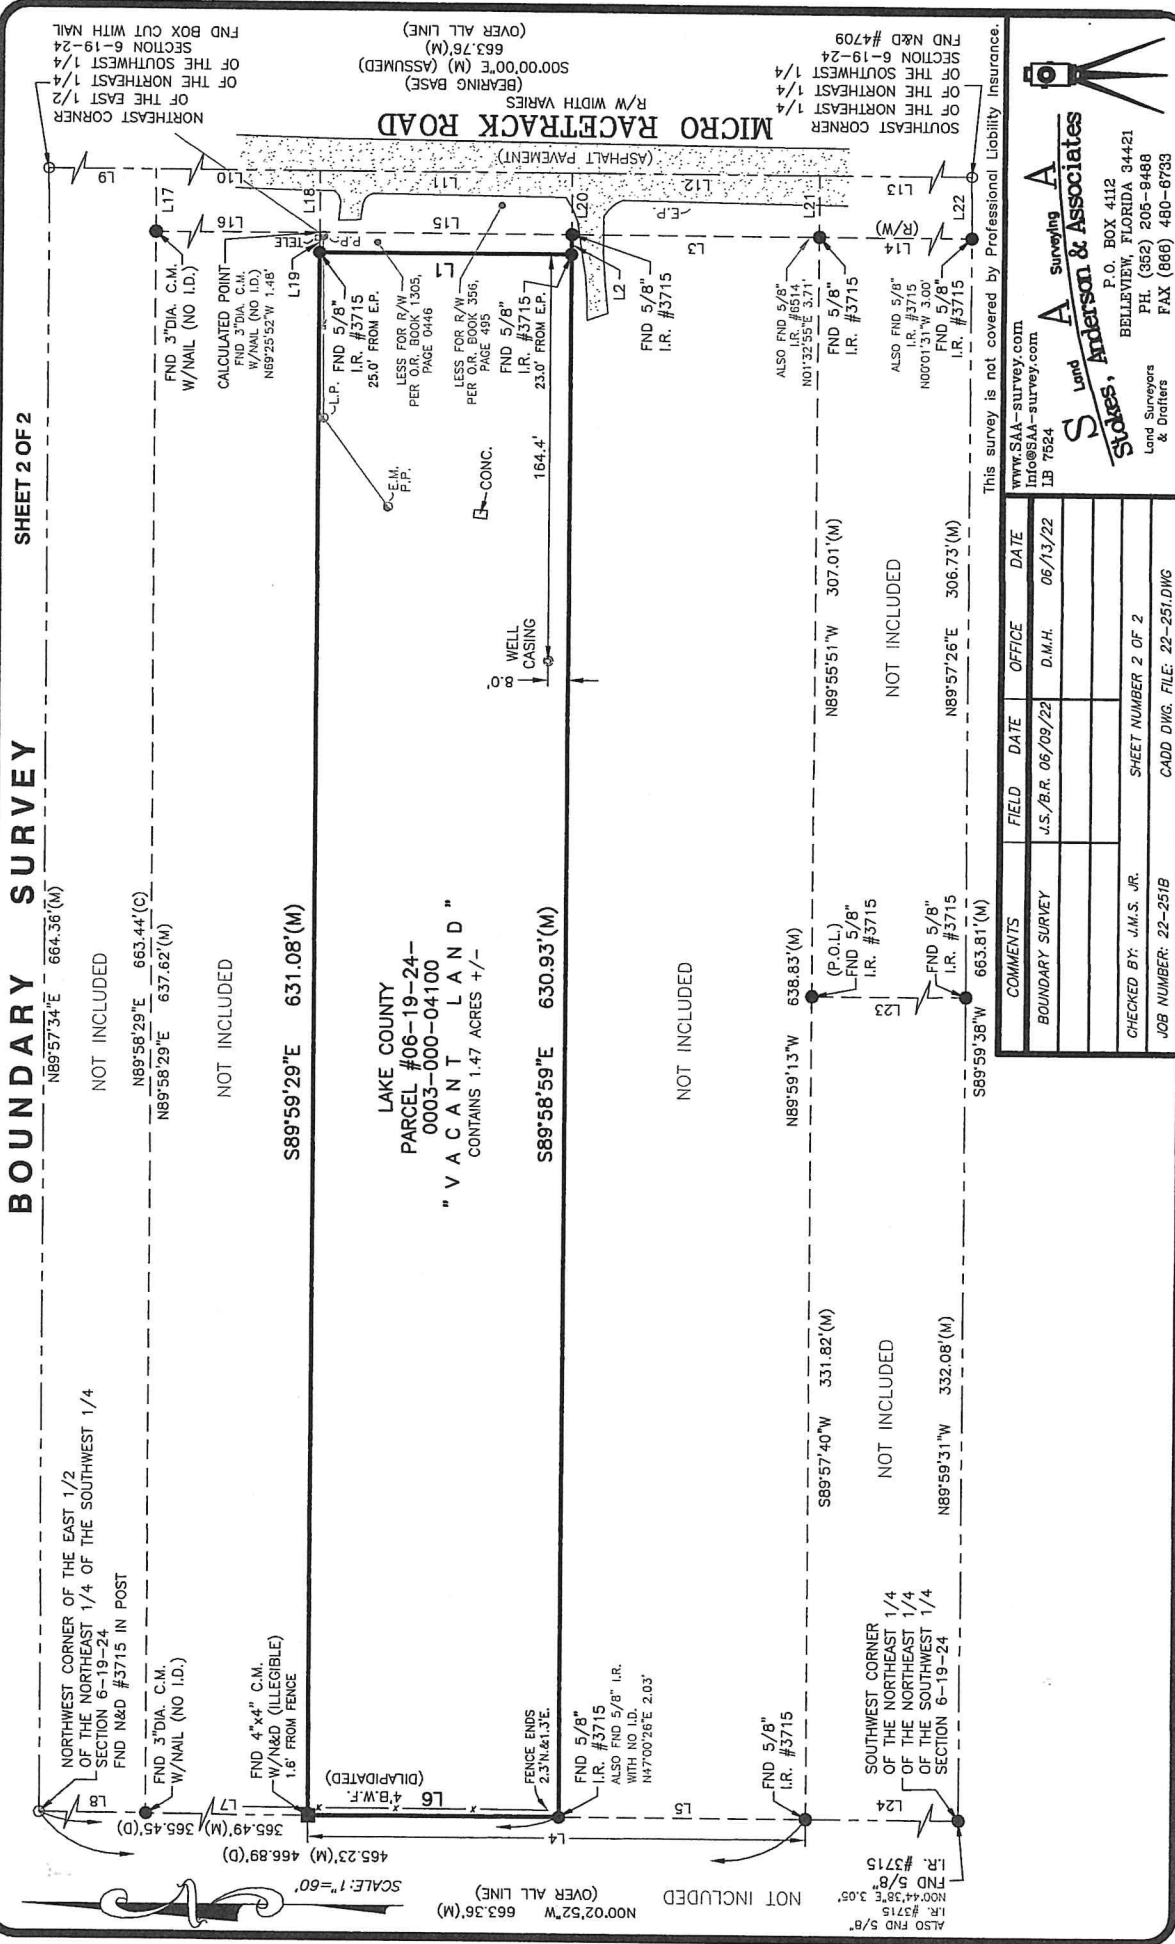 BOUNDARY SURVEY
SHEET 2 OF 2
NORTHWEST CORNER OF THE EAST 1/2
OF THE NORTHEAST 1/4 OF THE SOUTHWEST 1/4
SECTION 6-19-24
FND N&D #3715 IN POST
N89°57'34"E 664.36'(M)
NOT INCLUDED
NORTHEAST CORNER
OF THE EAST 1/2
OF THE NORTHEAST 1/4
OF THE SOUTHWEST 1/4
SECTION 6-19-24
FND BOX CUT WITH NAIL
L8
L9
FND 3"DIA. C.M.
W/NAIL (NO I.D.)
N89°58'29"E 663.44'(C)
N89°58'29"E 637.62'(M)
L17
FND 3"DIA. C.M.
W/NAIL (NO I.D.)
L7
365.49'(M) 365.45'(D)
NOT INCLUDED
L16
L10
CALCULATED POINT
FND 3"DIA. C.M.
W/NAIL (NO I.D.)
N69°25'52"W 1.48'
SCALE: 1"=60'
465.23'(M) 466.89'(D)
FND 4"x4" C.M.
W/N&D (ILLEGIBLE)
1.6' FROM FENCE
S89°59'29"E 631.08'(M)
L.P.
L19
L18
TELE
P.P.
FND 5/8"
I.R. #3715
25.0' FROM E.P.
E.M.
P.P.
LESS FOR R/W
PER O.R. BOOK 1305,
PAGE 0446
LESS FOR R/W
PER O.R. BOOK 356,
PAGE 495
FND 5/8"
I.R. #3715
23.0' FROM E.P.
L1
L15
L11
4'B.W.F.
(DILAPIDATED)
L6
x x x
LAKE COUNTY
PARCEL #06-19-24-
0003-000-04100
"VACANT LAND"
CONTAINS 1.47 ACRES +/-
CONC.
WELL
CASING
8.0'
164.4'
FENCE ENDS
2.3'N.&1.3'E.
S89°58'59"E 630.93'(M)
L2
L20
FND 5/8"
I.R. #3715
ALSO FND 5/8" I.R.
WITH NO I.D.
N47°00'26"E 2.03'
FND 5/8"
I.R. #3715
MICRO RACETRACK ROAD
R/W WIDTH VARIES
(BEARING BASE)
S00°00'00"E (M) (ASSUMED)
663.76'(M)
(OVER ALL LINE)
(ASPHALT PAVEMENT)
N00°02'52"W 663.36'(M)
(OVER ALL LINE)
L4
L5
NOT INCLUDED
NOT INCLUDED
L3
E.P.
L12
ALSO FND 5/8"
I.R. #6514
N01°32'55"E 3.71'
FND 5/8"
I.R. #3715
FND 5/8"
I.R. #3715
S89°57'40"W 331.82'(M)
N89°59'13"W 638.83'(M)
N89°55'51"W 307.01'(M)
L21
(P.O.L.)
FND 5/8"
I.R. #3715
NOT INCLUDED
NOT INCLUDED
L23
L24
L14
(R/W)
L13
ALSO FND 5/8"
I.R. #3715
N00°01'31"W 3.00'
FND 5/8"
I.R. #3715
SOUTHWEST CORNER
OF THE NORTHEAST 1/4
OF THE NORTHEAST 1/4
OF THE SOUTHWEST 1/4
SECTION 6-19-24
FND 5/8"
I.R. #3715
N89°59'31"W 332.08'(M)
N89°57'26"E 306.73'(M)
L22
S89°59'38"W 663.81'(M)
ALSO FND 5/8"
I.R. #3715
N00°44'38"E 3.05'
FND 5/8"
I.R. #3715
SOUTHEAST CORNER
OF THE NORTHEAST 1/4
OF THE NORTHEAST 1/4
OF THE SOUTHWEST 1/4
SECTION 6-19-24
FND N&D #4709
This survey is not covered by Professional Liability Insurance.
COMMENTS FIELD DATE OFFICE DATE
BOUNDARY SURVEY J.S./B.R. 06/09/22 D.M.H. 06/13/22
CHECKED BY: J.M.S. JR. SHEET NUMBER 2 OF 2
JOB NUMBER: 22-251B CADD DWG. FILE: 22-251.DWG
www.SAA-survey.com
Info@SAA-survey.com
LB 7524
S Land A Surveying A
Stokes, Anderson & Associates
Land Surveyors
& Drafters
P.O. BOX 4112
BELLEVIEW, FLORIDA 34421
PH. (352) 205-9488
FAX (866) 460-6733